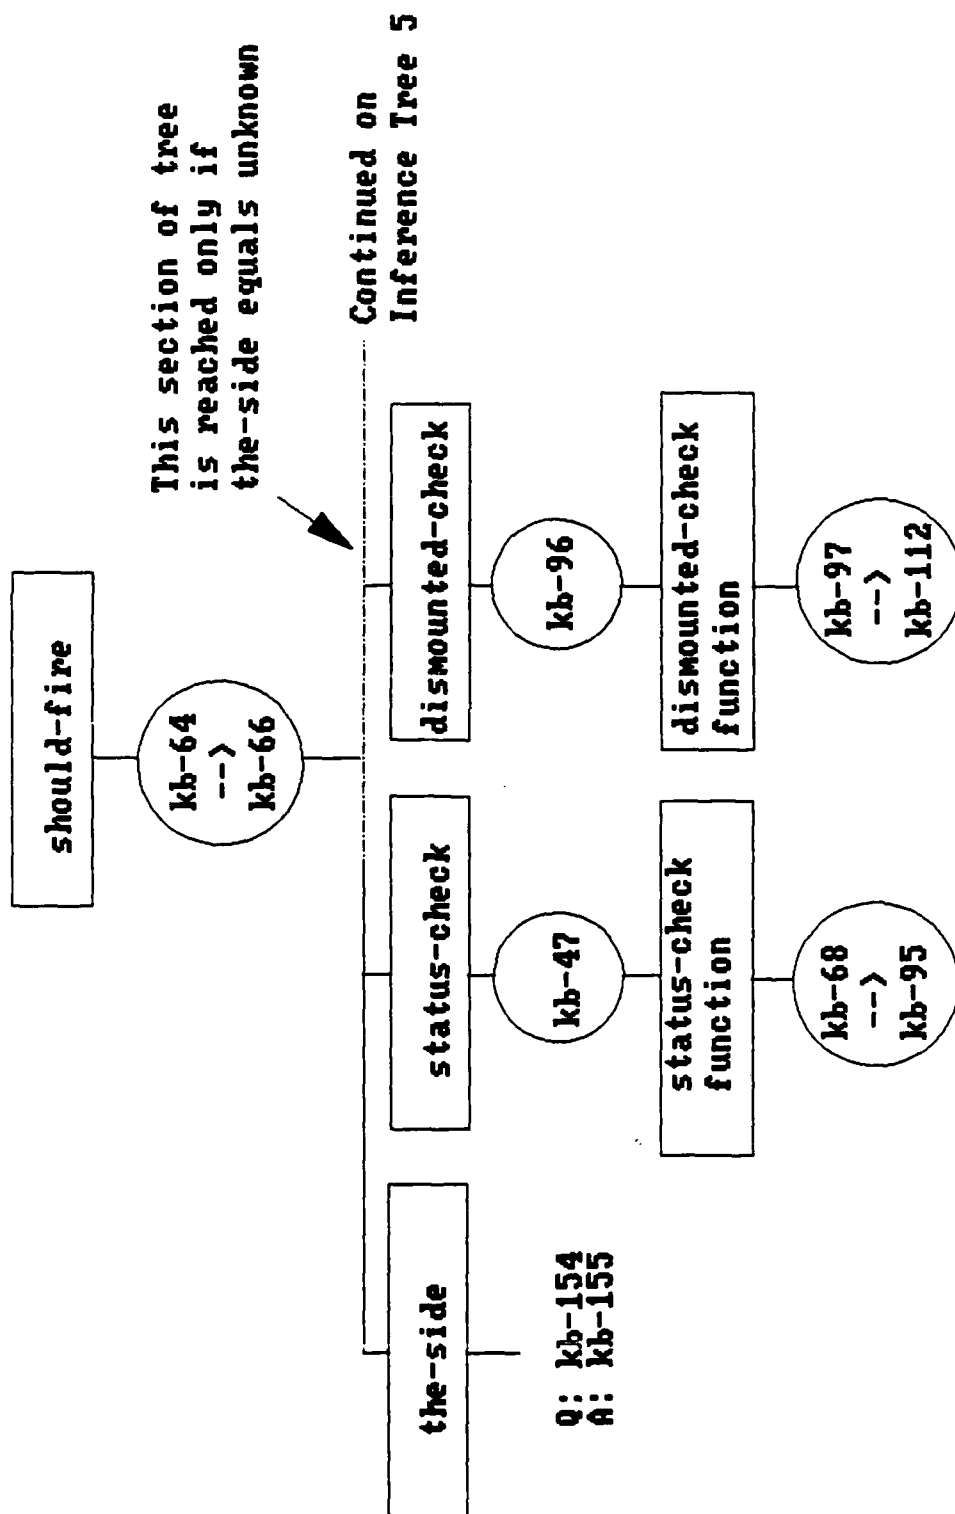 should-fire
kb-64
-->
kb-66
This section of tree
is reached only if
the-side equals unknown
Continued on
Inference Tree 5
the-side
status-check
dismounted-check
Q: kb-154
A: kb-155
kb-47
kb-96
status-check
function
dismounted-check
function
kb-68
-->
kb-95
kb-97
-->
kb-112